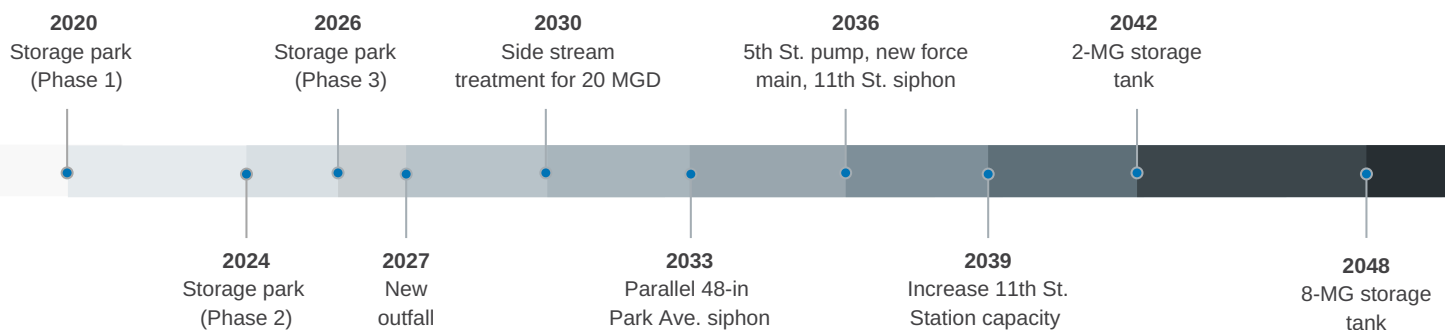 2020
Storage park
(Phase 1)
2026
Storage park
(Phase 3)
2030
Side stream
treatment for 20 MGD
2036
5th St. pump, new force
main, 11th St. siphon
2042
2-MG storage
tank
2024
Storage park
(Phase 2)
2027
New
outfall
2033
Parallel 48-in
Park Ave. siphon
2039
Increase 11th St.
Station capacity
2048
8-MG storage
tank